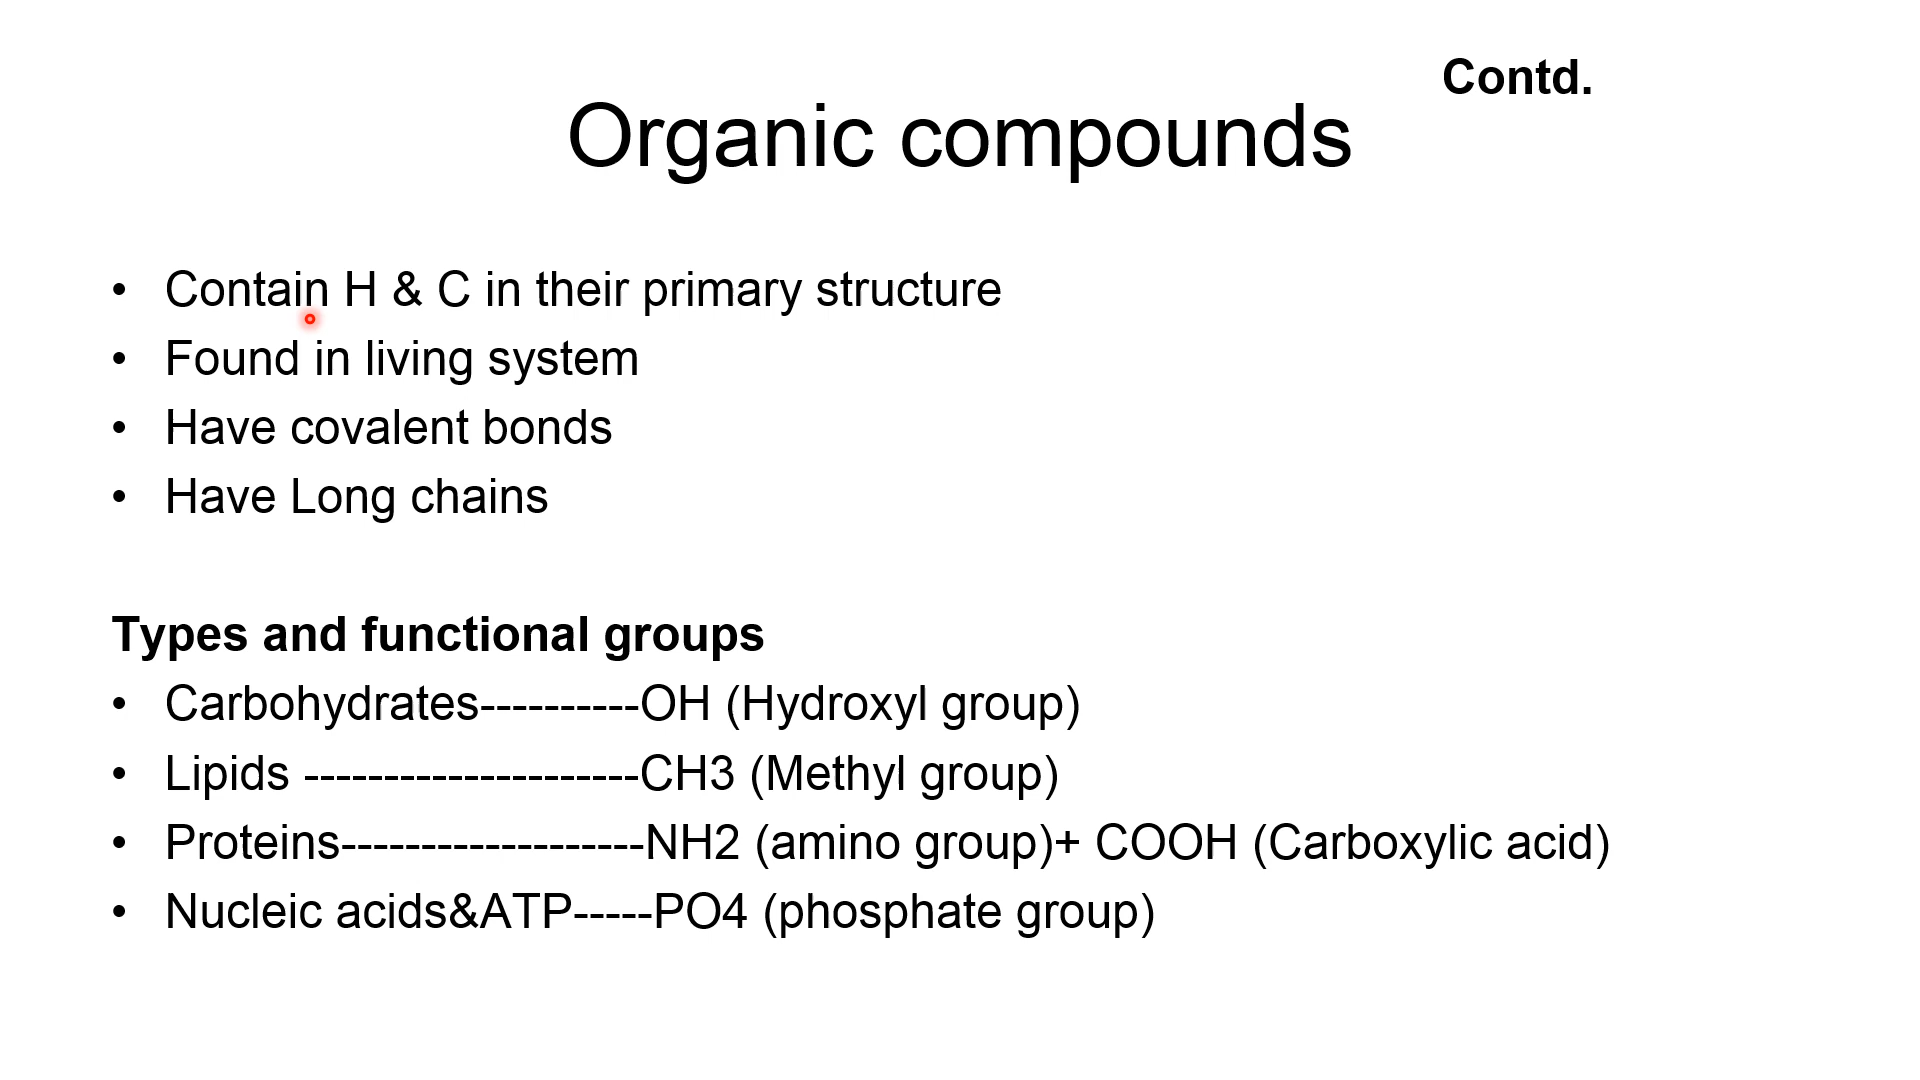 Contd.
Organic compounds
• Contain H & C in their primary structure
• Found in living system
• Have covalent bonds
• Have Long chains
Types and functional groups
• Carbohydrates----------OH (Hydroxyl group)
• Lipids ---------------------CH3 (Methyl group)
• Proteins-------------------NH2 (amino group)+ COOH (Carboxylic acid)
• Nucleic acids&ATP-----PO4 (phosphate group)